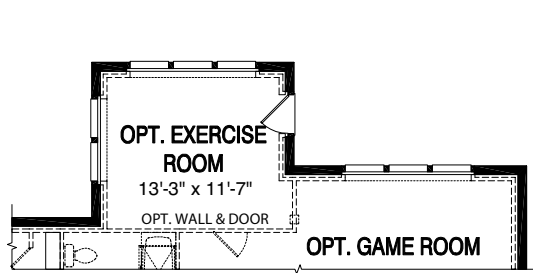 OPT. EXERCISE
ROOM
13'-3" x 11'-7"
OPT. WALL & DOOR
OPT. GAME ROOM